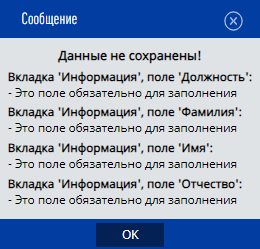 Сообщение
Данные не сохранены!
Вкладка 'Информация', поле 'Должность':
- Это поле обязательно для заполнения
Вкладка 'Информация', поле 'Фамилия':
- Это поле обязательно для заполнения
Вкладка 'Информация', поле 'Имя':
- Это поле обязательно для заполнения
Вкладка 'Информация', поле 'Отчество':
- Это поле обязательно для заполнения
OK